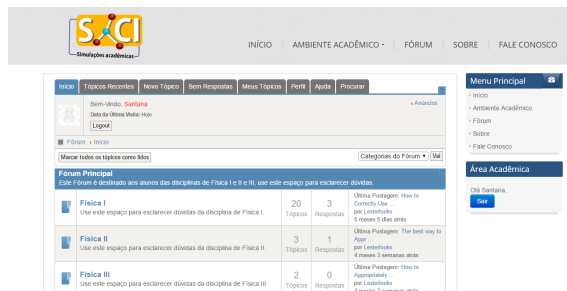 SACI
Simulações acadêmicas
INÍCIO AMBIENTE ACADÊMICO FÓRUM SOBRE FALE CONOSCO
Início Tópicos Recentes Novo Tópico Sem Respostas Meus Tópicos Perfil Ajuda Procurar
Bem-Vindo, Santana
Data da Última Visita: Hoje
Logout
Anúncios
Fórum Início
Marcar todos os tópicos como lidos Categorias do Fórum Vai
Fórum Principal
Este Fórum é destinado aos alunos das disciplinas de Física I e II e III, use este espaço para esclarecer dúvidas.
Física I
Use este espaço para esclarecer dúvidas da disciplina de Física I.
20 Tópicos
3 Respostas
Última Postagem: How to
Correctly Use ...
por Lesterlooks
5 meses 5 dias atrás
Física II
Use este espaço para esclarecer dúvidas da disciplina de Física II.
3 Tópicos
1 Respostas
Última Postagem: The best way to
Appr ...
por Lesterlooks
4 meses 3 semanas atrás
Física III
Use este espaço para esclarecer dúvidas da disciplina de Física III.
2 Tópicos
0 Respostas
Última Postagem: How to
Appropriately ...
por Lesterlooks
4 meses 3 semanas atrás
Menu Principal
Início
Ambiente Acadêmico
Fórum
Sobre
Fale Conosco
Área Acadêmica
Olá Santana,
Sair